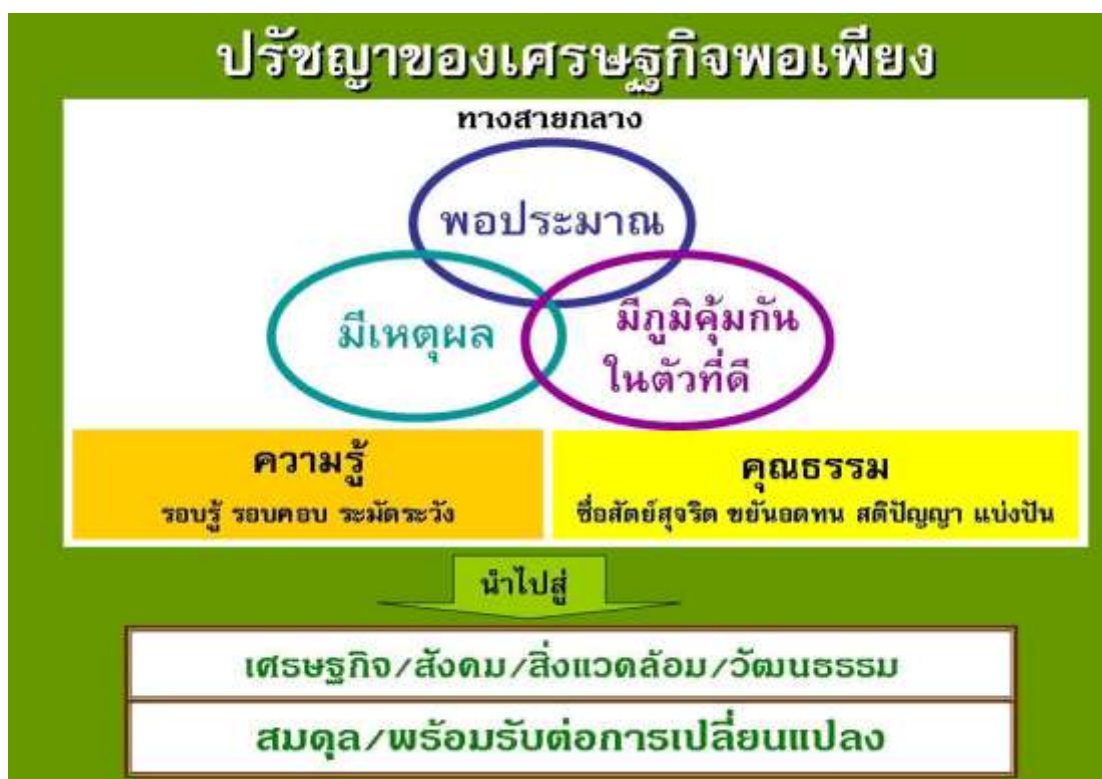 ปรัชญาของเศรษฐกิจพอเพียง
ทางสายกลาง
พอประมาณ
มีเหตุผล
มีภูมิคุ้มกัน
ในตัวที่ดี
ความรู้
รอบรู้ รอบคอบ ระมัดระวัง
คุณธรรม
ซื่อสัตย์สุจริต ขยันอดทน สติปัญญา แบ่งปัน
นำไปสู่
เศรษฐกิจ/สังคม/สิ่งแวดล้อม/วัฒนธรรม
สมดุล/พร้อมรับต่อการเปลี่ยนแปลง